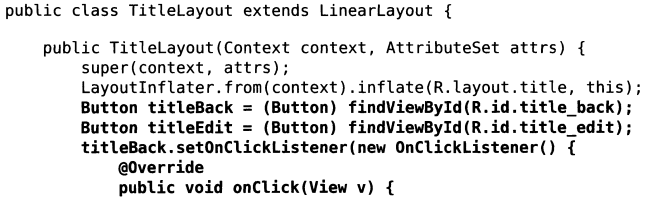 public class TitleLayout extends LinearLayout {
public TitleLayout(Context context, AttributeSet attrs) {
super(context, attrs);
LayoutInflater.from(context).inflate(R.layout.title, this);
Button titleBack = (Button) findViewById(R.id.title_back);
Button titleEdit = (Button) findViewById(R.id.title_edit);
titleBack.setOnClickListener(new OnClickListener() {
@Override
public void onClick(View v) {